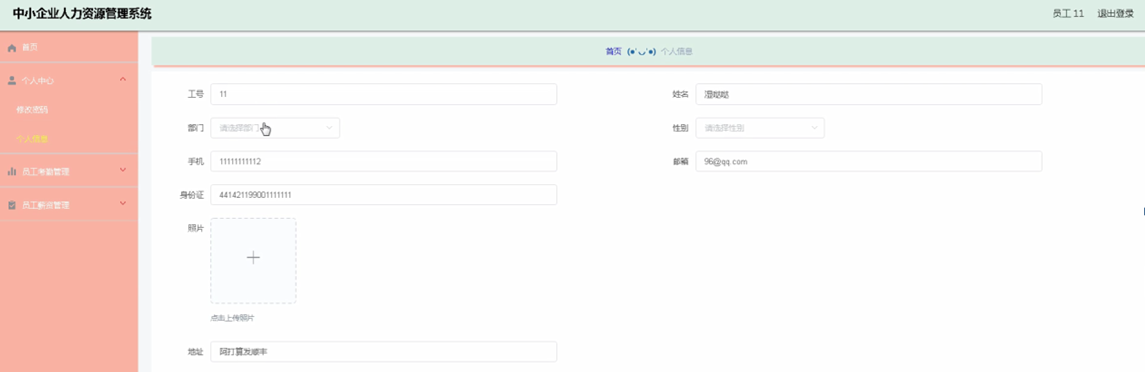 中小企业人力资源管理系统
员工 11 退出登录
首页
首页 (●'◡'●) 个人信息
个人中心
修改密码
个人信息
员工考勤管理
员工薪资管理
工号 11
姓名
部门 请选择部门
性别 请选择性别
手机 11111111112
邮箱 96@qq.com
身份证 441421199001111111
照片
点击上传照片
地址 阿打算发顺丰